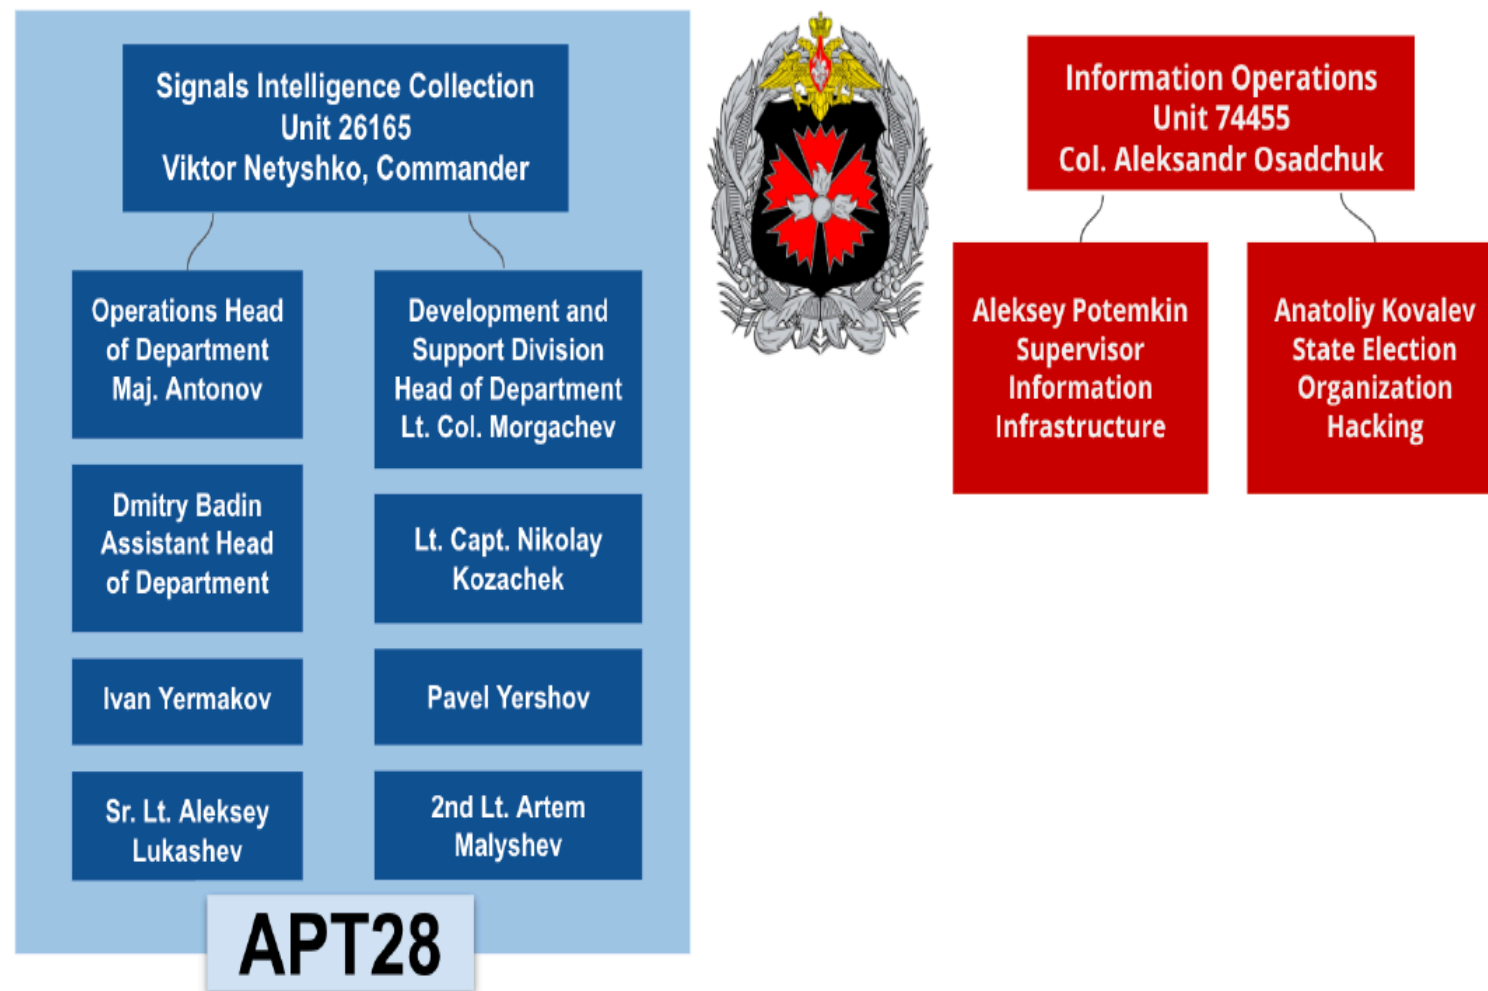 Signals Intelligence Collection
Unit 26165
Viktor Netyshko, Commander
Operations Head
of Department
Maj. Antonov
Dmitry Badin
Assistant Head
of Department
Ivan Yermakov
Sr. Lt. Aleksey
Lukashev
Development and
Support Division
Head of Department
Lt. Col. Morgachev
Lt. Capt. Nikolay
Kozachek
Pavel Yershov
2nd Lt. Artem
Malyshev
APT28
Information Operations
Unit 74455
Col. Aleksandr Osadchuk
Aleksey Potemkin
Supervisor
Information
Infrastructure
Anatoliy Kovalev
State Election
Organization
Hacking